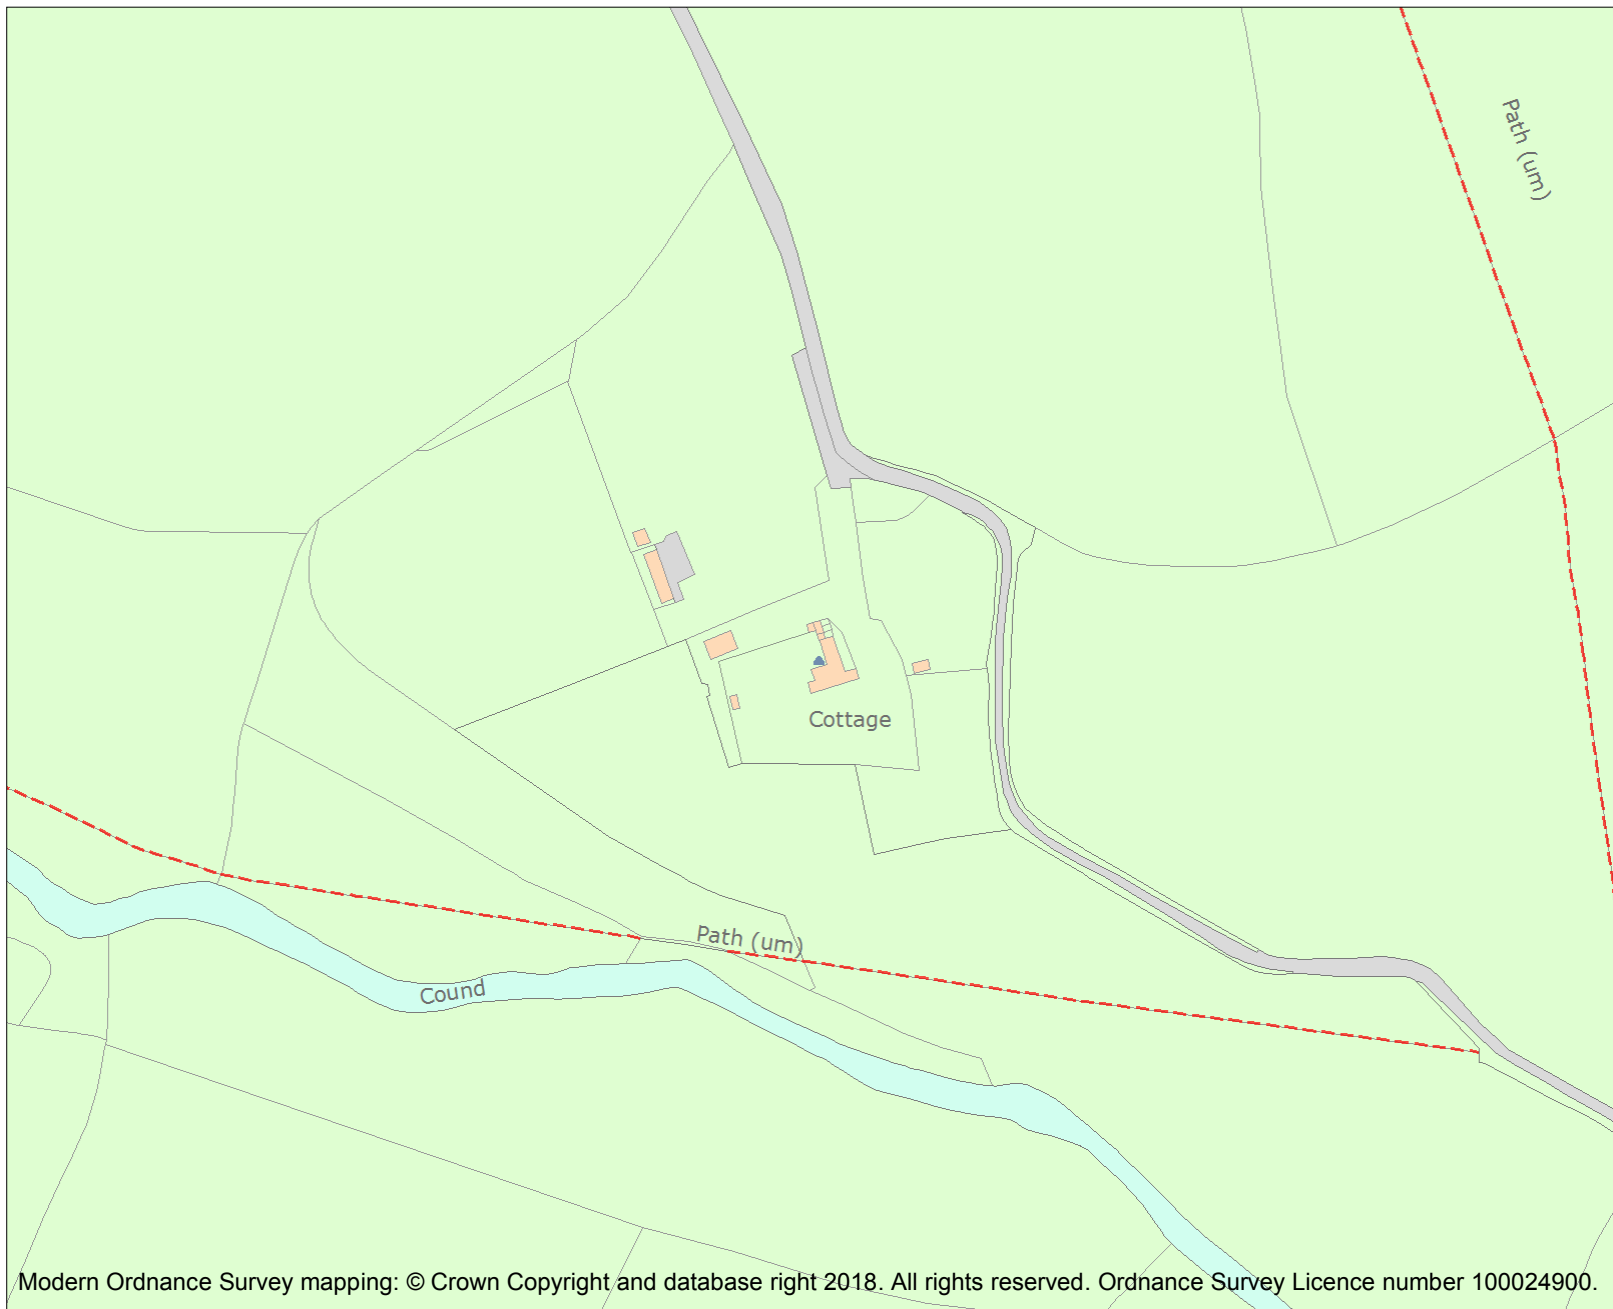 Path (um)
Cottage
Path (um)
Cound
Modern Ordnance Survey mapping: © Crown Copyright and database right 2018. All rights reserved. Ordnance Survey Licence number 100024900.